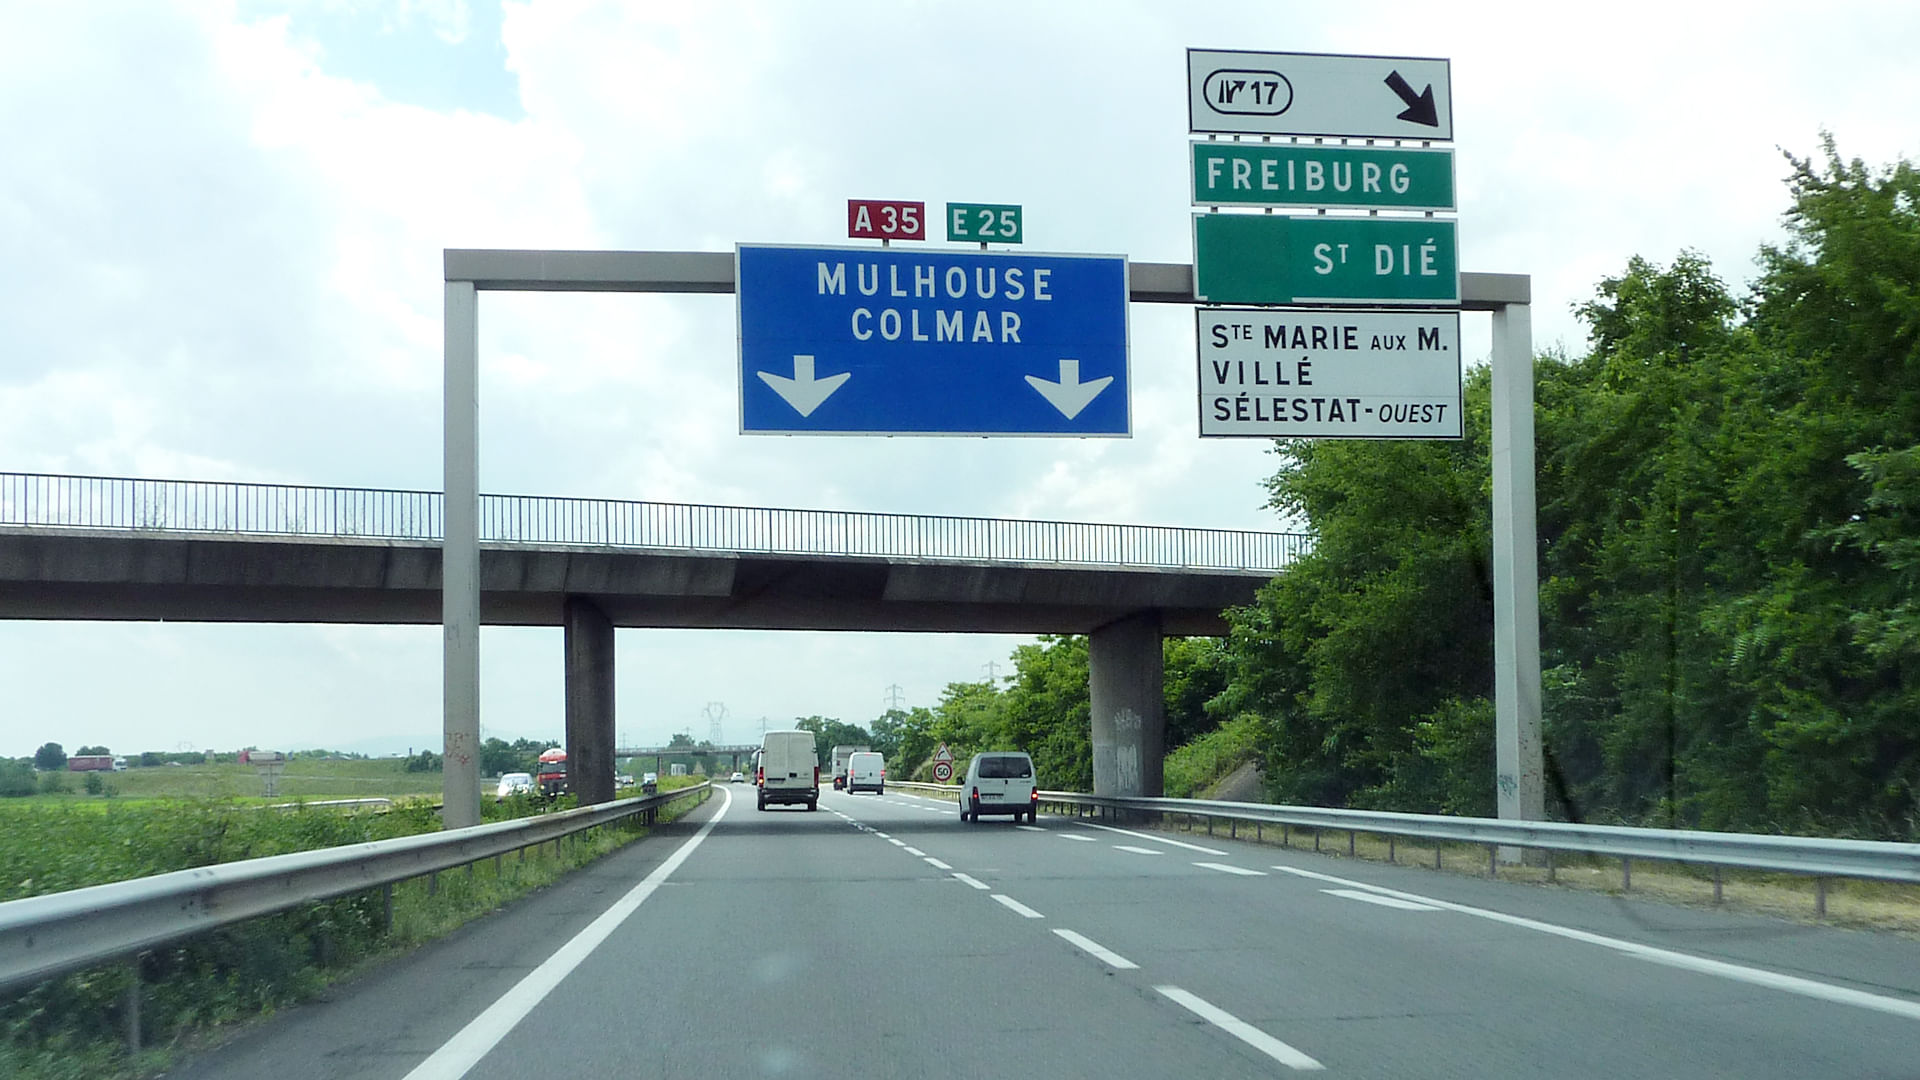 17
FREIBURG
A 35
E 25
ST DIÉ
MULHOUSE
COLMAR
STE MARIE AUX M.
VILLÉ
SÉLESTAT-OUEST
50